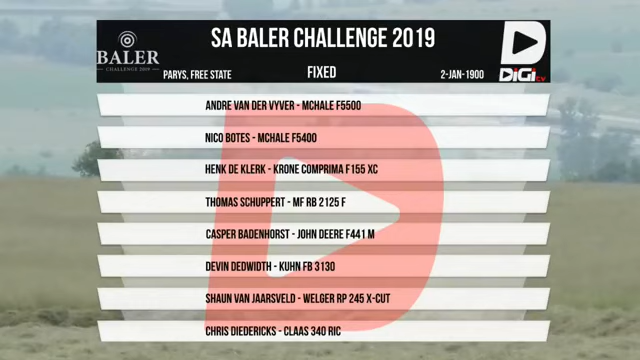 SA BALER CHALLENGE 2019
BALER
CHALLENGE 2019
PARYS, FREE STATE
FIXED
2-JAN-1900
DiGitv
ANDRE VAN DER VYVER - MCHALE F5500
NICO BOTES - MCHALE F5400
HENK DE KLERK - KRONE COMPRIMA F155 XC
THOMAS SCHUPPERT - MF RB 2125 F
CASPER BADENHORST - JOHN DEERE F441 M
DEVIN DEDWIDTH - KUHN FB 3130
SHAUN VAN JAARSVELD - WELGER RP 245 X-CUT
CHRIS DIEDERICKS - CLAAS 340 RIC